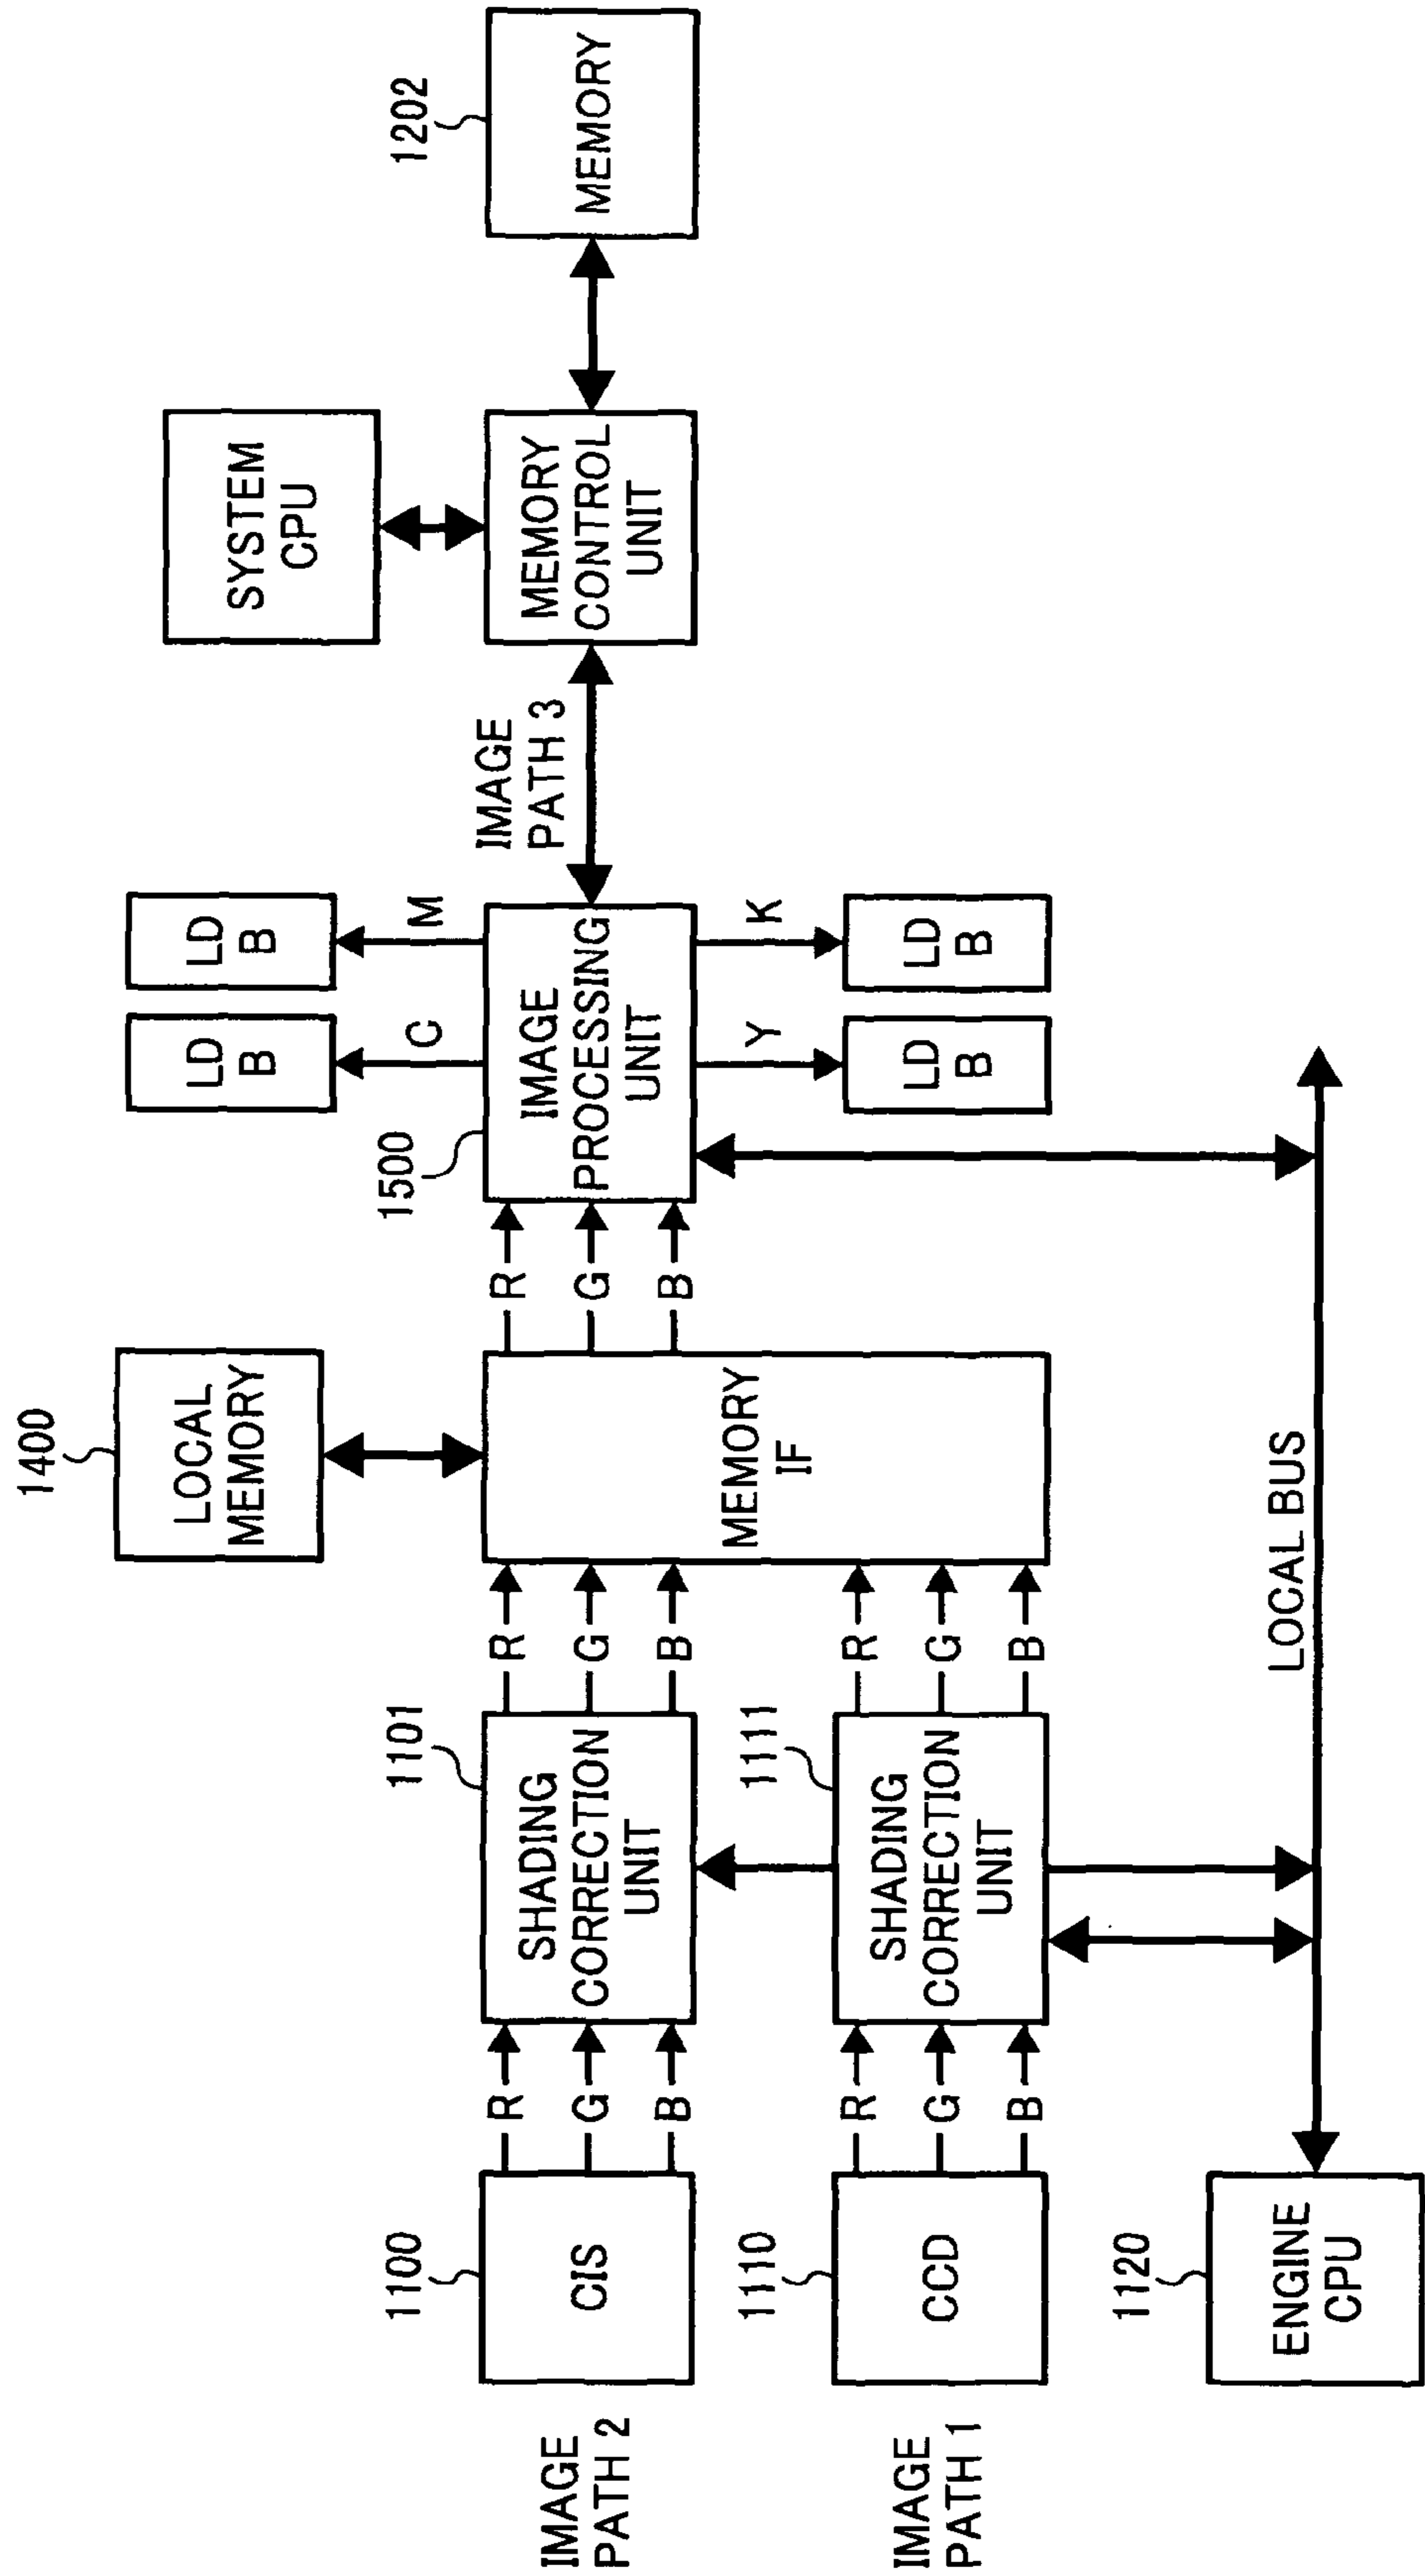 1400
LOCAL
MEMORY
LD
B
LD
B
C
M
SYSTEM
CPU
IMAGE
PATH 2
1100
CIS
R
G
B
1101
SHADING
CORRECTION
UNIT
R
G
B
MEMORY
IF
R
G
B
1500
IMAGE
PROCESSING
UNIT
IMAGE
PATH 3
MEMORY
CONTROL
UNIT
1202
MEMORY
IMAGE
PATH 1
1110
CCD
R
G
B
1111
SHADING
CORRECTION
UNIT
R
G
B
Y
K
LD
B
LD
B
1120
ENGINE
CPU
LOCAL BUS